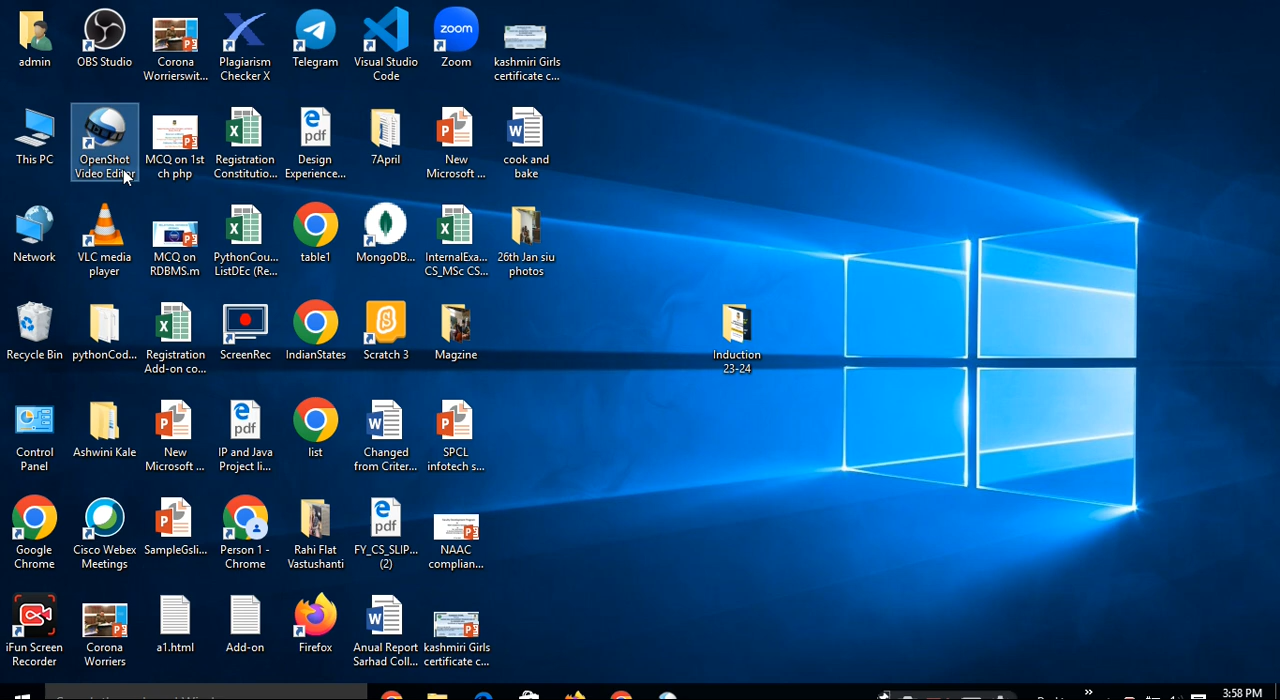 admin
OBS Studio
Corona
Worrierswit...
Plagiarism
Checker X
Telegram
Visual Studio
Code
zoom
Zoom
kashmiri Girls
certificate c...
This PC
OpenShot
Video Editor
MCQ on 1st
ch php
Registration
Constitutio...
pdf
Design
Experience...
7April
New
Microsoft ...
cook and
bake
Network
VLC media
player
MCQ on
RDBMS.m
PythonCou...
ListDEc (Re...
table1
MongoDB...
InternalExa...
CS_MSc CS...
26th Jan siu
photos
Recycle Bin
pythonCod...
Registration
Add-on co...
ScreenRec
IndianStates
Scratch 3
Magzine
Induction
23-24
Control
Panel
Ashwini Kale
New
Microsoft ...
pdf
IP and Java
Project li...
list
Changed
from Criter...
SPCL
infotech s...
Google
Chrome
Cisco Webex
Meetings
SampleGsli...
Person 1 -
Chrome
Rahi Flat
Vastushanti
pdf
FY_CS_SLIP...
(2)
NAAC
complian...
iFun Screen
Recorder
Corona
Worriers
a1.html
Add-on
Firefox
Anual Report
Sarhad Coll...
kashmiri Girls
certificate c...
3:58 PM